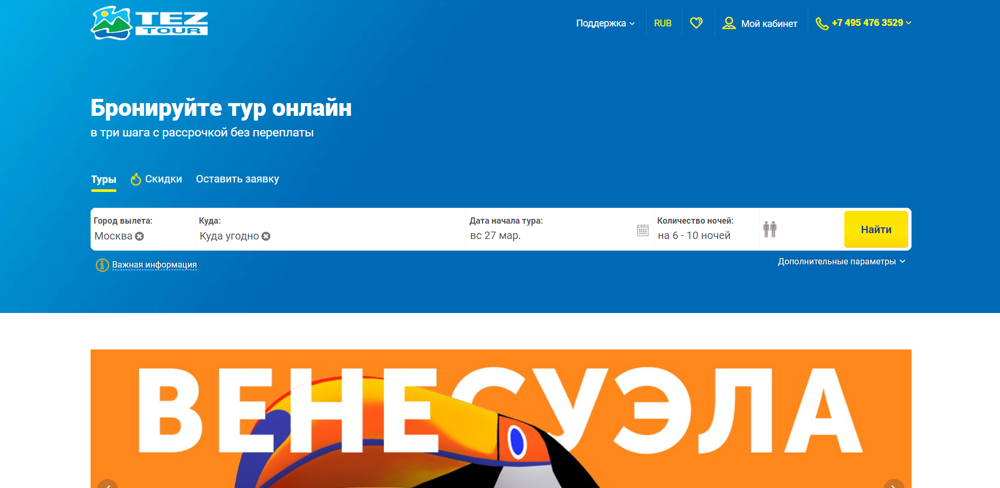 TEZ
TOUR
Поддержка
RUB
Мой кабинет
+7 495 476 3529
Бронируйте тур онлайн
в три шага с рассрочкой без переплаты
Туры
Скидки
Оставить заявку
Город вылета:
Москва
Куда:
Куда угодно
Дата начала тура:
вс 27 мар.
Количество ночей:
на 6 - 10 ночей
Найти
Важная информация
Дополнительные параметры
ВЕНЕСУЭЛА